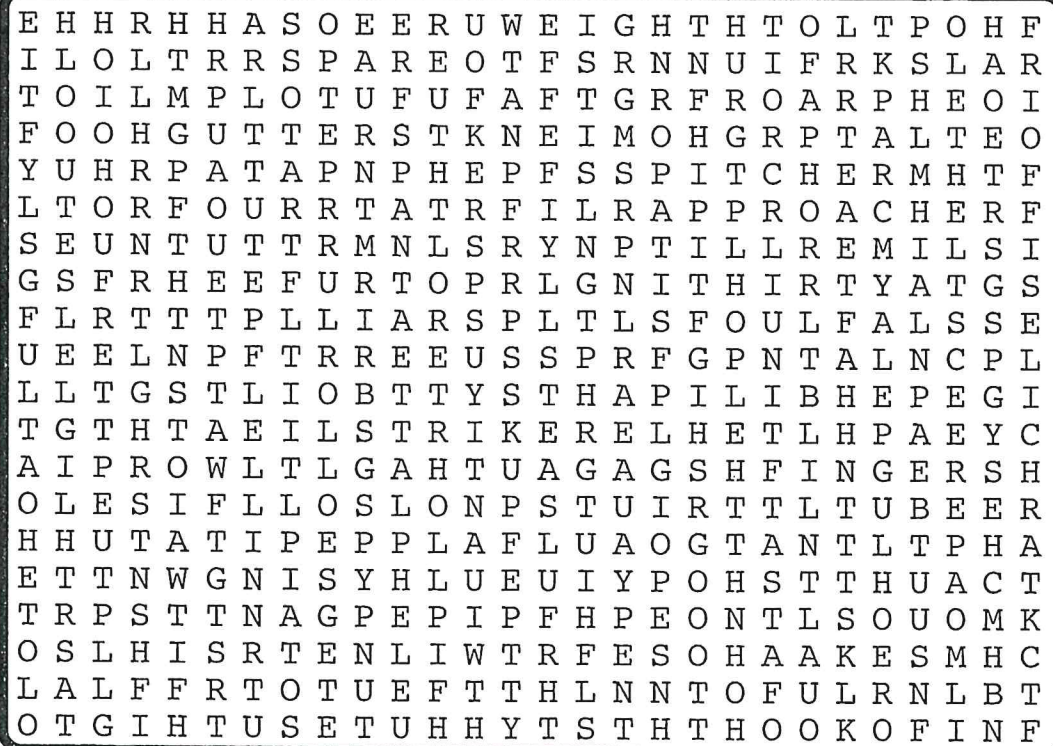 E H H R H H A S O E E R U W E I G H T H T O L T P O H F
I L O L T R R S P A R E O T F S R N N U I F R K S L A R
T O I L M P L O T U F U F A F T G R F R O A R P H E O I
F O O H G U T T E R S T K N E I M O H G R P T A L T E O
Y U H R P A T A P N P H E P F S S P I T C H E R M H T F
L T O R F O U R R T A T R F I L R A P P R O A C H E R F
S E U N T U T T R M N L S R Y N P T I L L R E M I L S I
G S F R H E E F U R T O P R L G N I T H I R T Y A T G S
F L R T T T P L L I A R S P L T L S F O U L F A L S S E
U E E L N P F T R R E E U S S P R F G P N T A L N C P L
L L T G S T L I O B T T Y S T H A P I L I B H E P E G I
T G T H T A E I L S T R I K E R E L H E T L H P A E Y C
A I P R O W L T L G A H T U A G A G S H F I N G E R S H
O L E S I F L L O S L O N P S T U I R T T L T U B E E R
H H U T A T I P E P P L A F L U A O G T A N T L T P H A
E T T N W G N I S Y H L U E U I Y P O H S T T H U A C T
T R P S T T N A G P E P I P F H P E O N T L S O U O M K
O S L H I S R T E N L I W T R F E S O H A A K E S M H C
L A L F F R T O T U E F T T H L N N T O F U L R N L B T
O T G I H T U S E T U H H Y T S T H T H O O K O F I N F